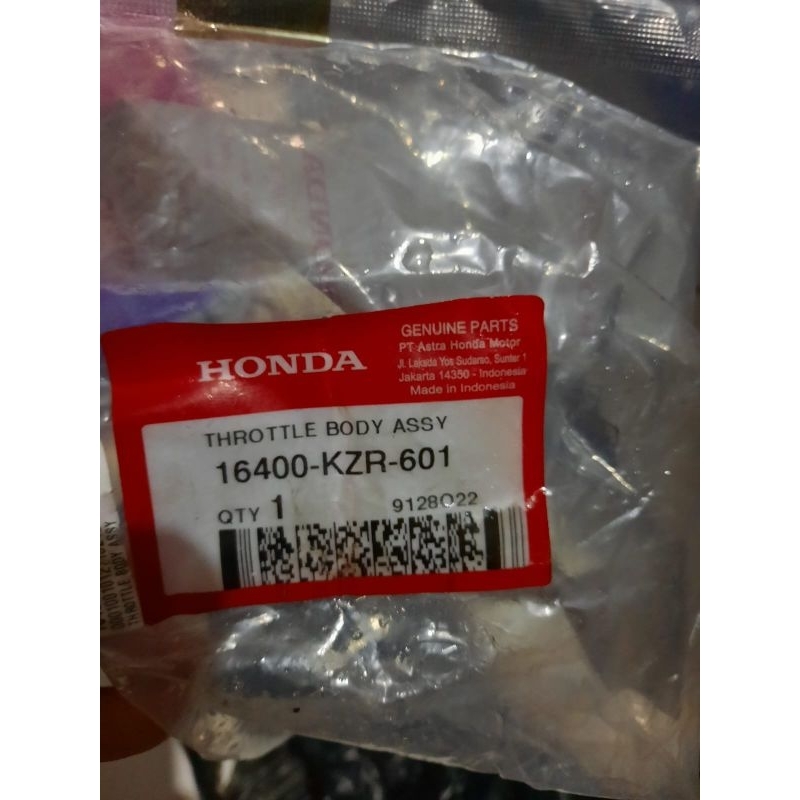 HONDA
GENUINE PARTS
PT Astra Honda Motor
Jl. Laksda Yos Sudarso, Sunter 1
Jakarta 14350 - Indonesia
Made in Indonesia
THROTTLE BODY ASSY
16400-KZR-601
QTY 1 9128O22
THROTTLE BODY ASSY